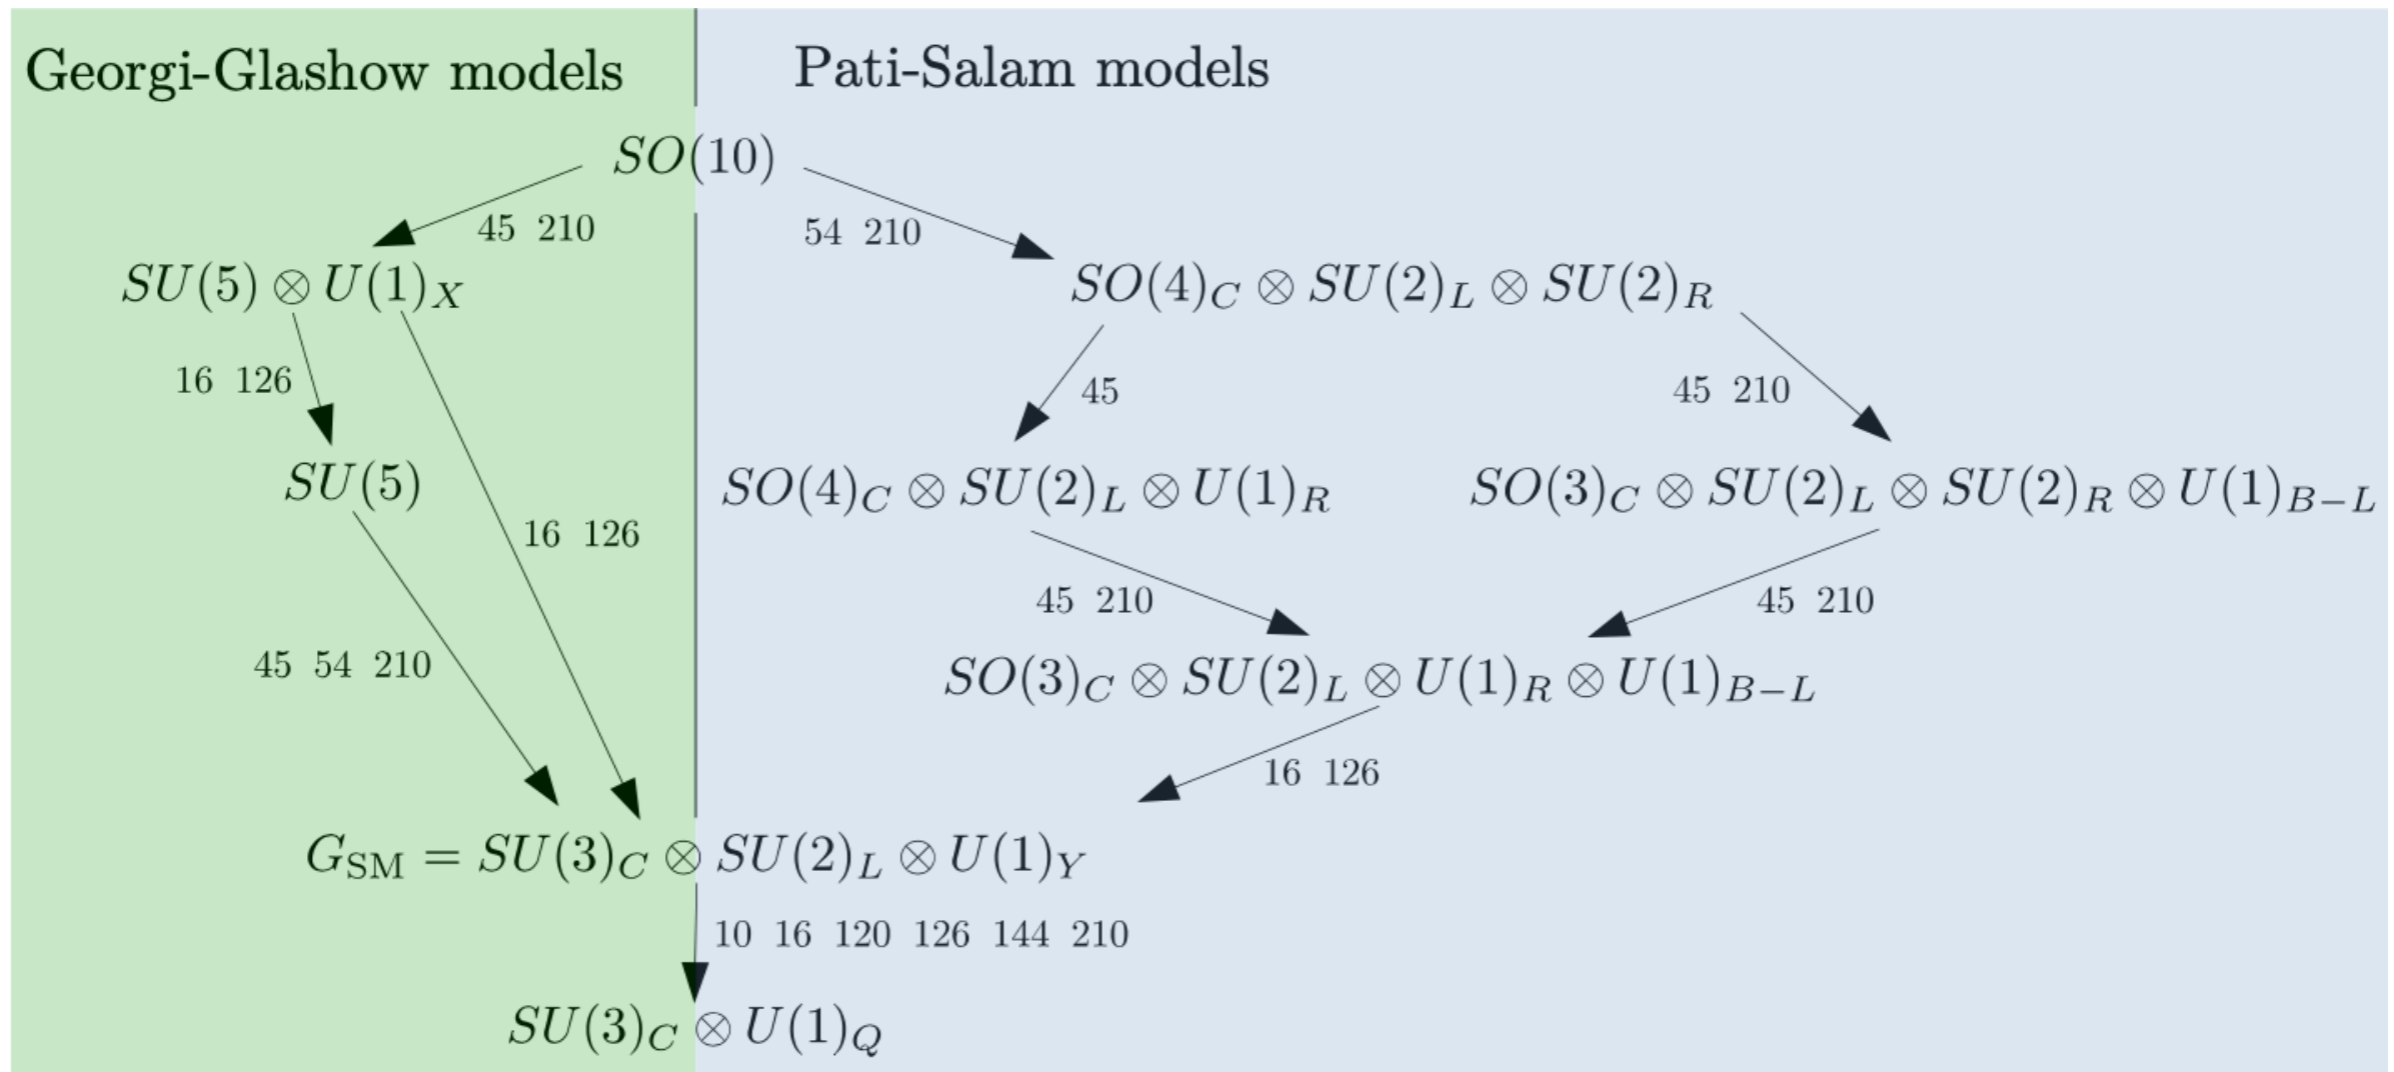 Georgi-Glashow models
Pati-Salam models
SO(10)
45 210
54 210
SU(5) ⊗ U(1)_X
SO(4)_C ⊗ SU(2)_L ⊗ SU(2)_R
16 126
45
45 210
SU(5)
SO(4)_C ⊗ SU(2)_L ⊗ U(1)_R
SO(3)_C ⊗ SU(2)_L ⊗ SU(2)_R ⊗ U(1)_{B−L}
16 126
45 210
45 210
45 54 210
SO(3)_C ⊗ SU(2)_L ⊗ U(1)_R ⊗ U(1)_{B−L}
16 126
G_SM = SU(3)_C ⊗ SU(2)_L ⊗ U(1)_Y
10 16 120 126 144 210
SU(3)_C ⊗ U(1)_Q